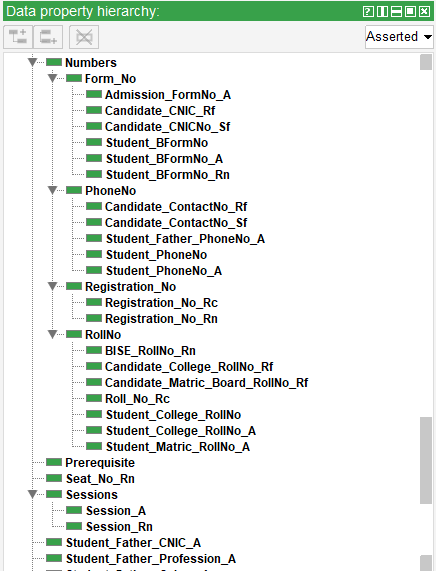 Data property hierarchy:
Asserted
Numbers
Form_No
Admission_FormNo_A
Candidate_CNIC_Rf
Candidate_CNICNo_Sf
Student_BFormNo
Student_BFormNo_A
Student_BFormNo_Rn
PhoneNo
Candidate_ContactNo_Rf
Candidate_ContactNo_Sf
Student_Father_PhoneNo_A
Student_PhoneNo
Student_PhoneNo_A
Registration_No
Registration_No_Rc
Registration_No_Rn
RollNo
BISE_RollNo_Rn
Candidate_College_RollNo_Rf
Candidate_Matric_Board_RollNo_Rf
Roll_No_Rc
Student_College_RollNo
Student_College_RollNo_A
Student_Matric_RollNo_A
Prerequisite
Seat_No_Rn
Sessions
Session_A
Session_Rn
Student_Father_CNIC_A
Student_Father_Profession_A